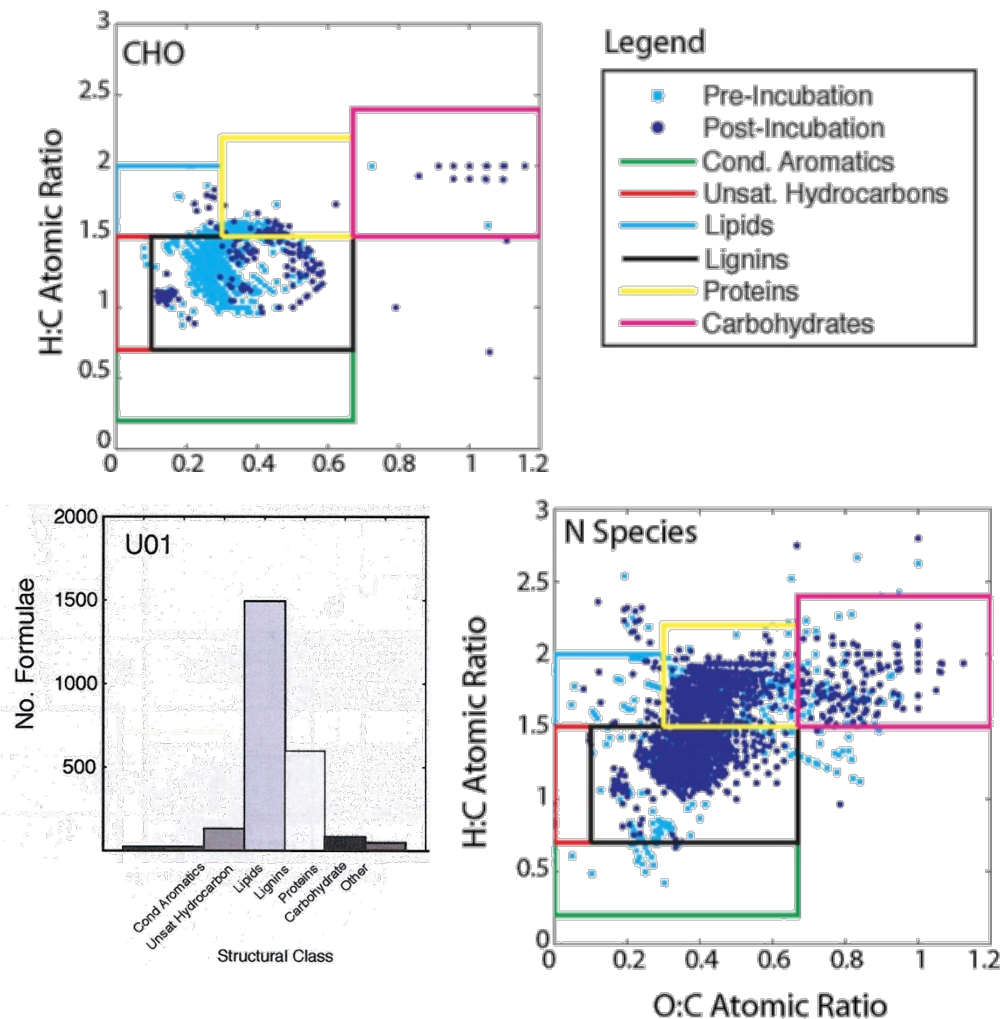 CHO
H:C Atomic Ratio
3
2.5
2
1.5
1
0.5
0
0 0.2 0.4 0.6 0.8 1 1.2
Legend
Pre-Incubation
Post-Incubation
Cond. Aromatics
Unsat. Hydrocarbons
Lipids
Lignins
Proteins
Carbohydrates
U01
No. Formulae
2000
1500
1000
500
Cond Aromatics
Unsat Hydrocarbon
Lipids
Lignins
Proteins
Carbohydrate
Other
Structural Class
N Species
H:C Atomic Ratio
3
2.5
2
1.5
1
0.5
0
0 0.2 0.4 0.6 0.8 1 1.2
O:C Atomic Ratio